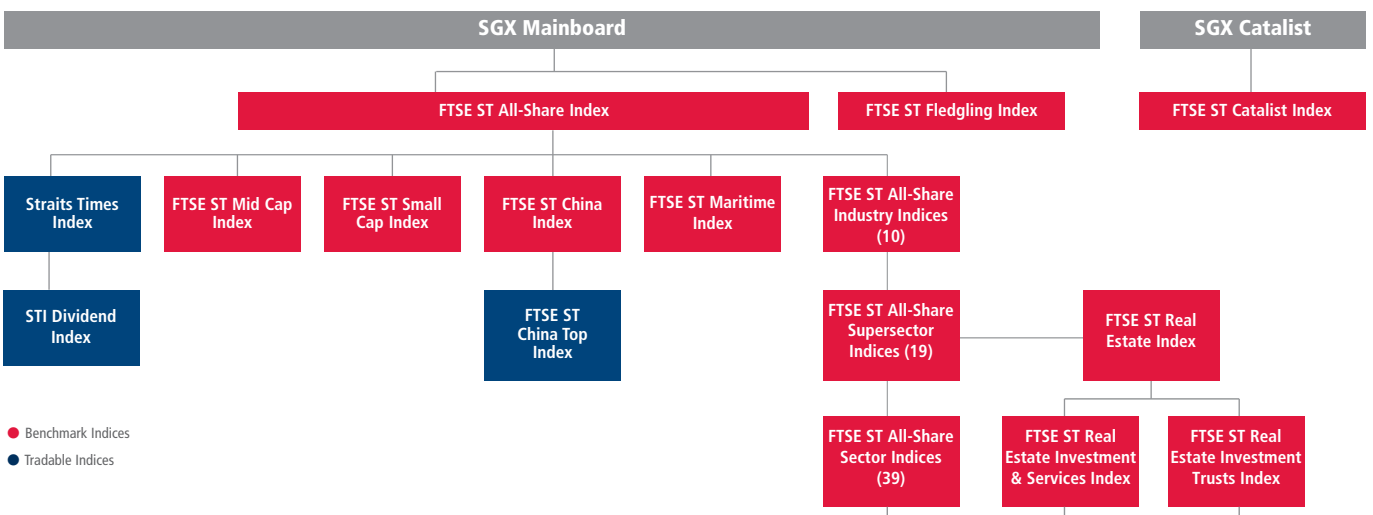 SGX Mainboard
SGX Catalist
FTSE ST All-Share Index
FTSE ST Fledgling Index
FTSE ST Catalist Index
Straits Times
Index
FTSE ST Mid Cap
Index
FTSE ST Small
Cap Index
FTSE ST China
Index
FTSE ST Maritime
Index
FTSE ST All-Share
Industry Indices
(10)
STI Dividend
Index
FTSE ST
China Top
Index
FTSE ST All-Share
Supersector
Indices (19)
FTSE ST Real
Estate Index
Benchmark Indices
Tradable Indices
FTSE ST All-Share
Sector Indices
(39)
FTSE ST Real
Estate Investment
& Services Index
FTSE ST Real
Estate Investment
Trusts Index